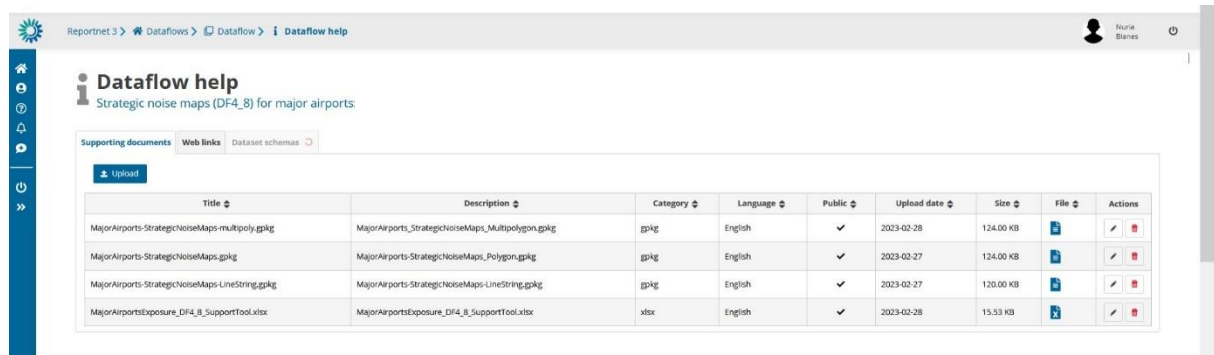 Reportnet 3 > Dataflows > Dataflow > Dataflow help
Nuria
Blanes
Dataflow help
Strategic noise maps (DF4_8) for major airports
Supporting documents Web links Dataset schemas
Upload
Title Description Category Language Public Upload date Size File Actions
MajorAirports-StrategicNoiseMaps-multipoly.gpkg MajorAirports_StrategicNoiseMaps_Multipolygon.gpkg gpkg English 2023-02-28 124.00 KB
MajorAirports-StrategicNoiseMaps.gpkg MajorAirports-StrategicNoiseMaps_Polygon.gpkg gpkg English 2023-02-27 124.00 KB
MajorAirports-StrategicNoiseMaps-LineString.gpkg MajorAirports-StrategicNoiseMaps-LineString.gpkg gpkg English 2023-02-27 120.00 KB
MajorAirportsExposure_DF4_8_SupportTool.xlsx MajorAirportsExposure_DF4_8_SupportTool.xlsx xlsx English 2023-02-28 15.53 KB